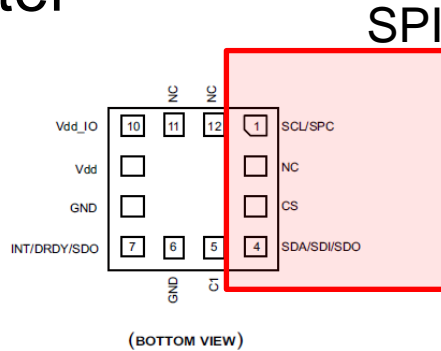 SPI
NC NC
Vdd_IO 10 11 12 1 SCL/SPC
Vdd NC
GND CS
INT/DRDY/SDO 7 6 5 4 SDA/SDI/SDO
GND C1
(BOTTOM VIEW)